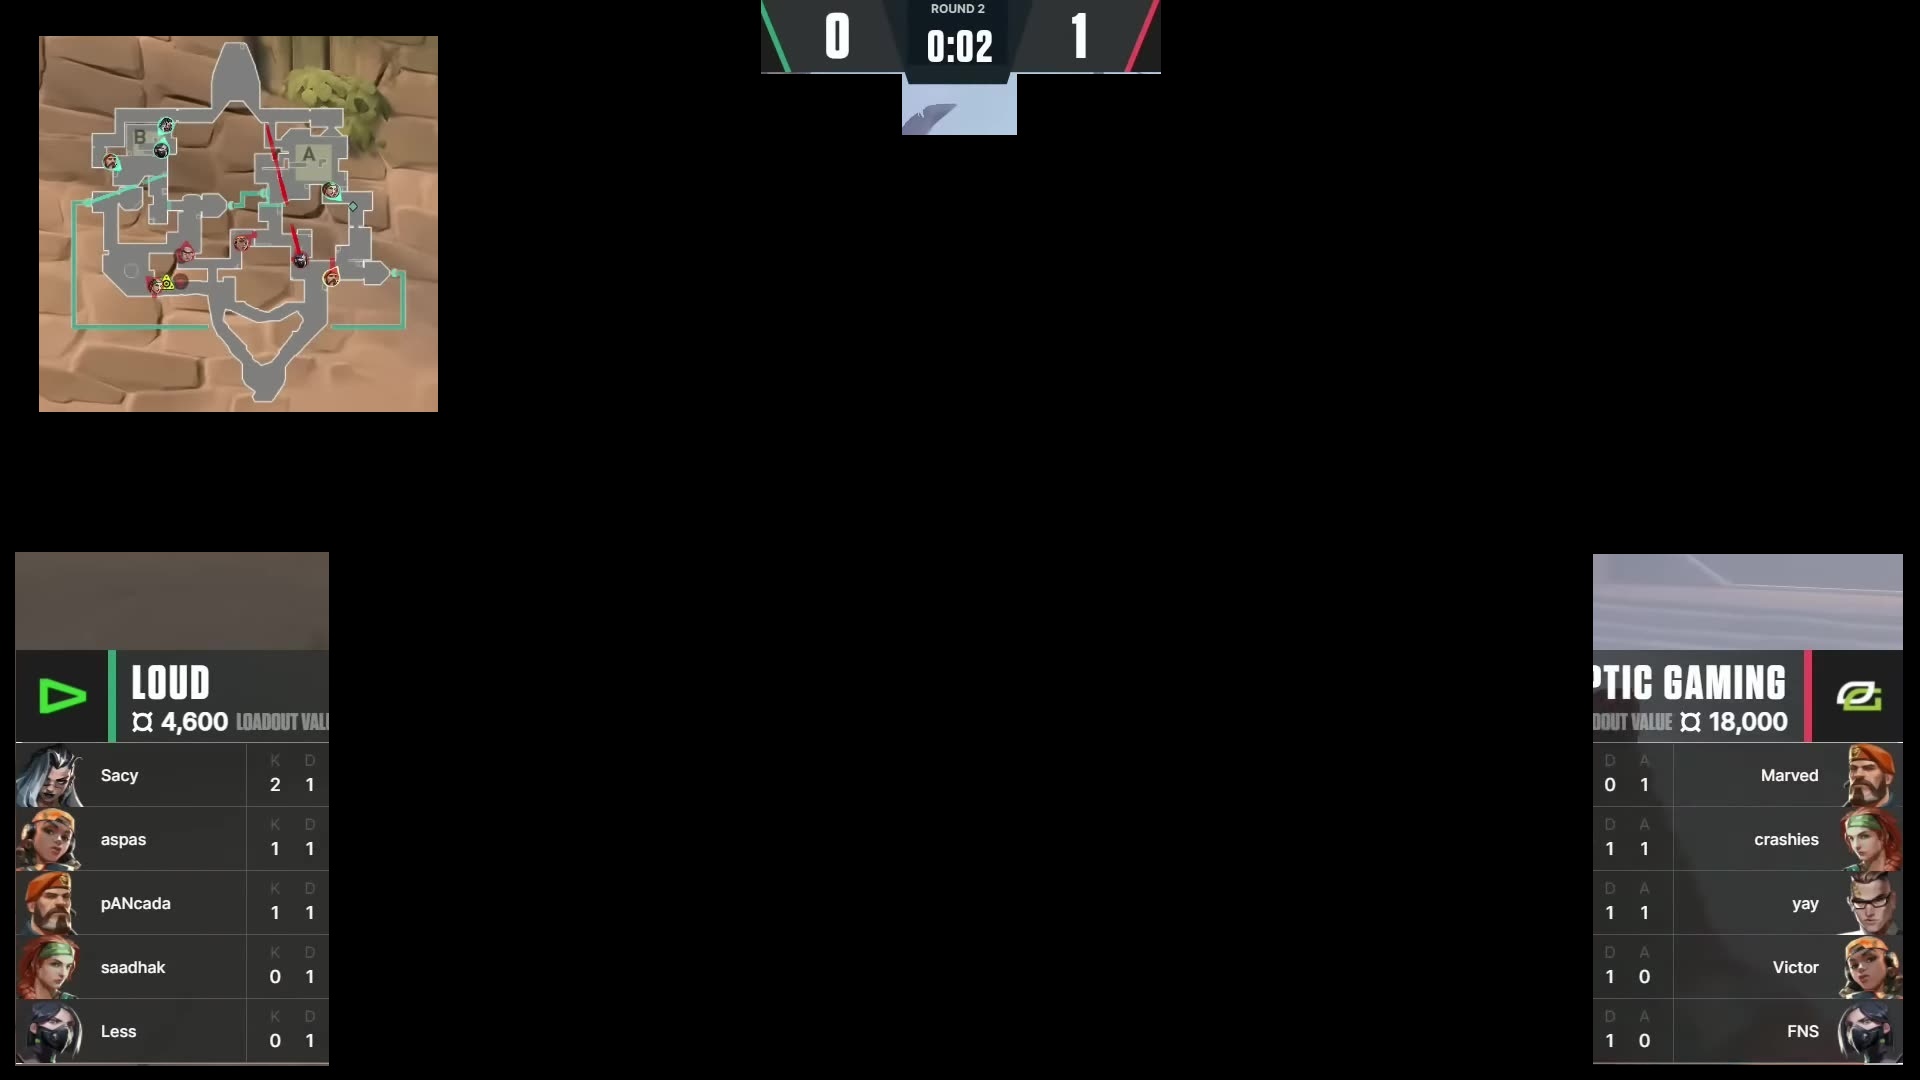 ROUND 2
0
0:02
1
B
A
LOUD
4,600 LOADOUT VAL
K D
Sacy
2 1
K D
aspas
1 1
K D
pANcada
1 1
K D
saadhak
0 1
K D
Less
0 1
PTIC GAMING
DOUT VALUE 18,000
D A
0 1
Marved
D A
1 1
crashies
D A
1 1
yay
D A
1 0
Victor
D A
1 0
FNS